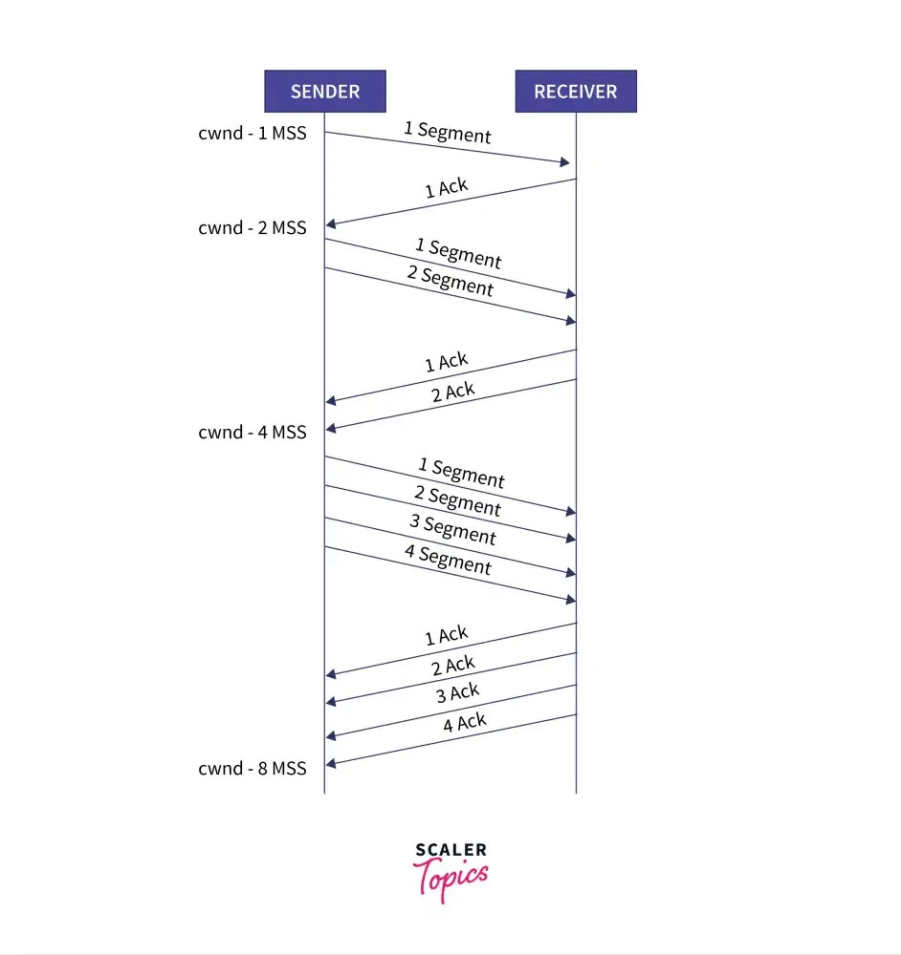 SENDER
RECEIVER
cwnd - 1 MSS
1 Segment
1 Ack
cwnd - 2 MSS
1 Segment
2 Segment
1 Ack
2 Ack
cwnd - 4 MSS
1 Segment
2 Segment
3 Segment
4 Segment
1 Ack
2 Ack
3 Ack
4 Ack
cwnd - 8 MSS
SCALER
Topics